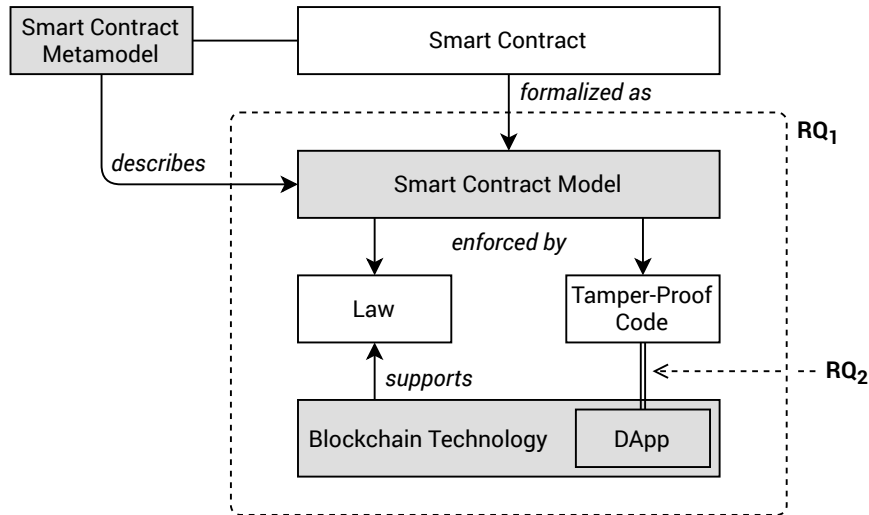 Smart Contract
Metamodel
Smart Contract
formalized as
RQ1
describes
Smart Contract Model
enforced by
Law
Tamper-Proof
Code
supports
RQ2
Blockchain Technology
DApp